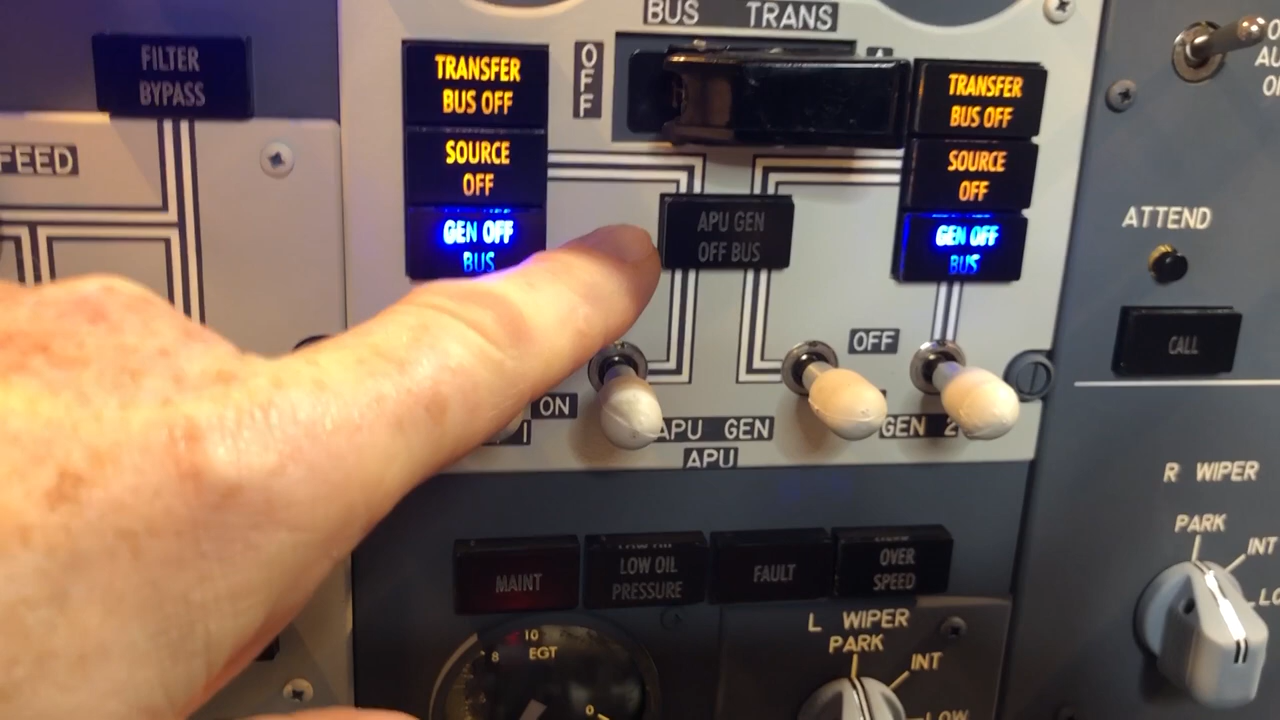 BUS TRANS
FILTER
BYPASS
TRANSFER
BUS OFF
OFF
TRANSFER
BUS OFF
FEED
SOURCE
OFF
SOURCE
OFF
GEN OFF
BUS
APU GEN
OFF BUS
GEN OFF
BUS
ATTEND
CALL
OFF
ON
APU GEN
GEN 2
APU
R WIPER
PARK
INT
MAINT
LOW OIL
PRESSURE
FAULT
OVER
SPEED
L WIPER
PARK
INT
LOW
10
8
EGT
0